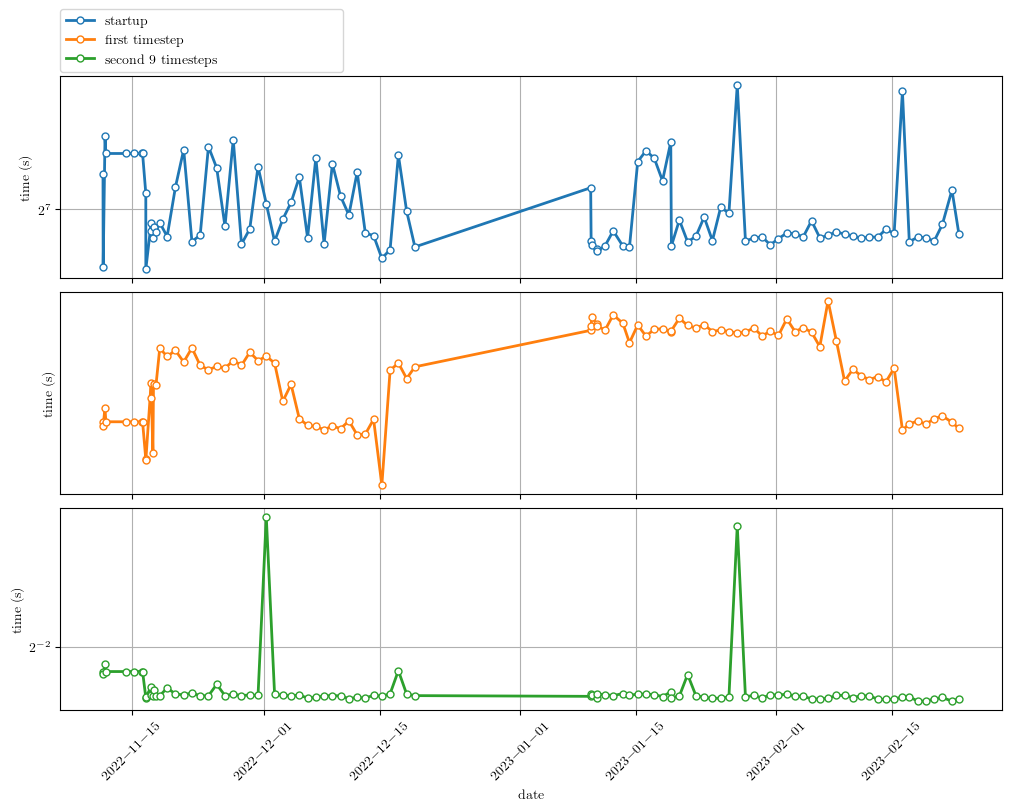 startup
first timestep
second 9 timesteps
time (s)
2^7
time (s)
time (s)
2^−2
2022−11−15
2022−12−01
2022−12−15
2023−01−01
2023−01−15
2023−02−01
2023−02−15
date